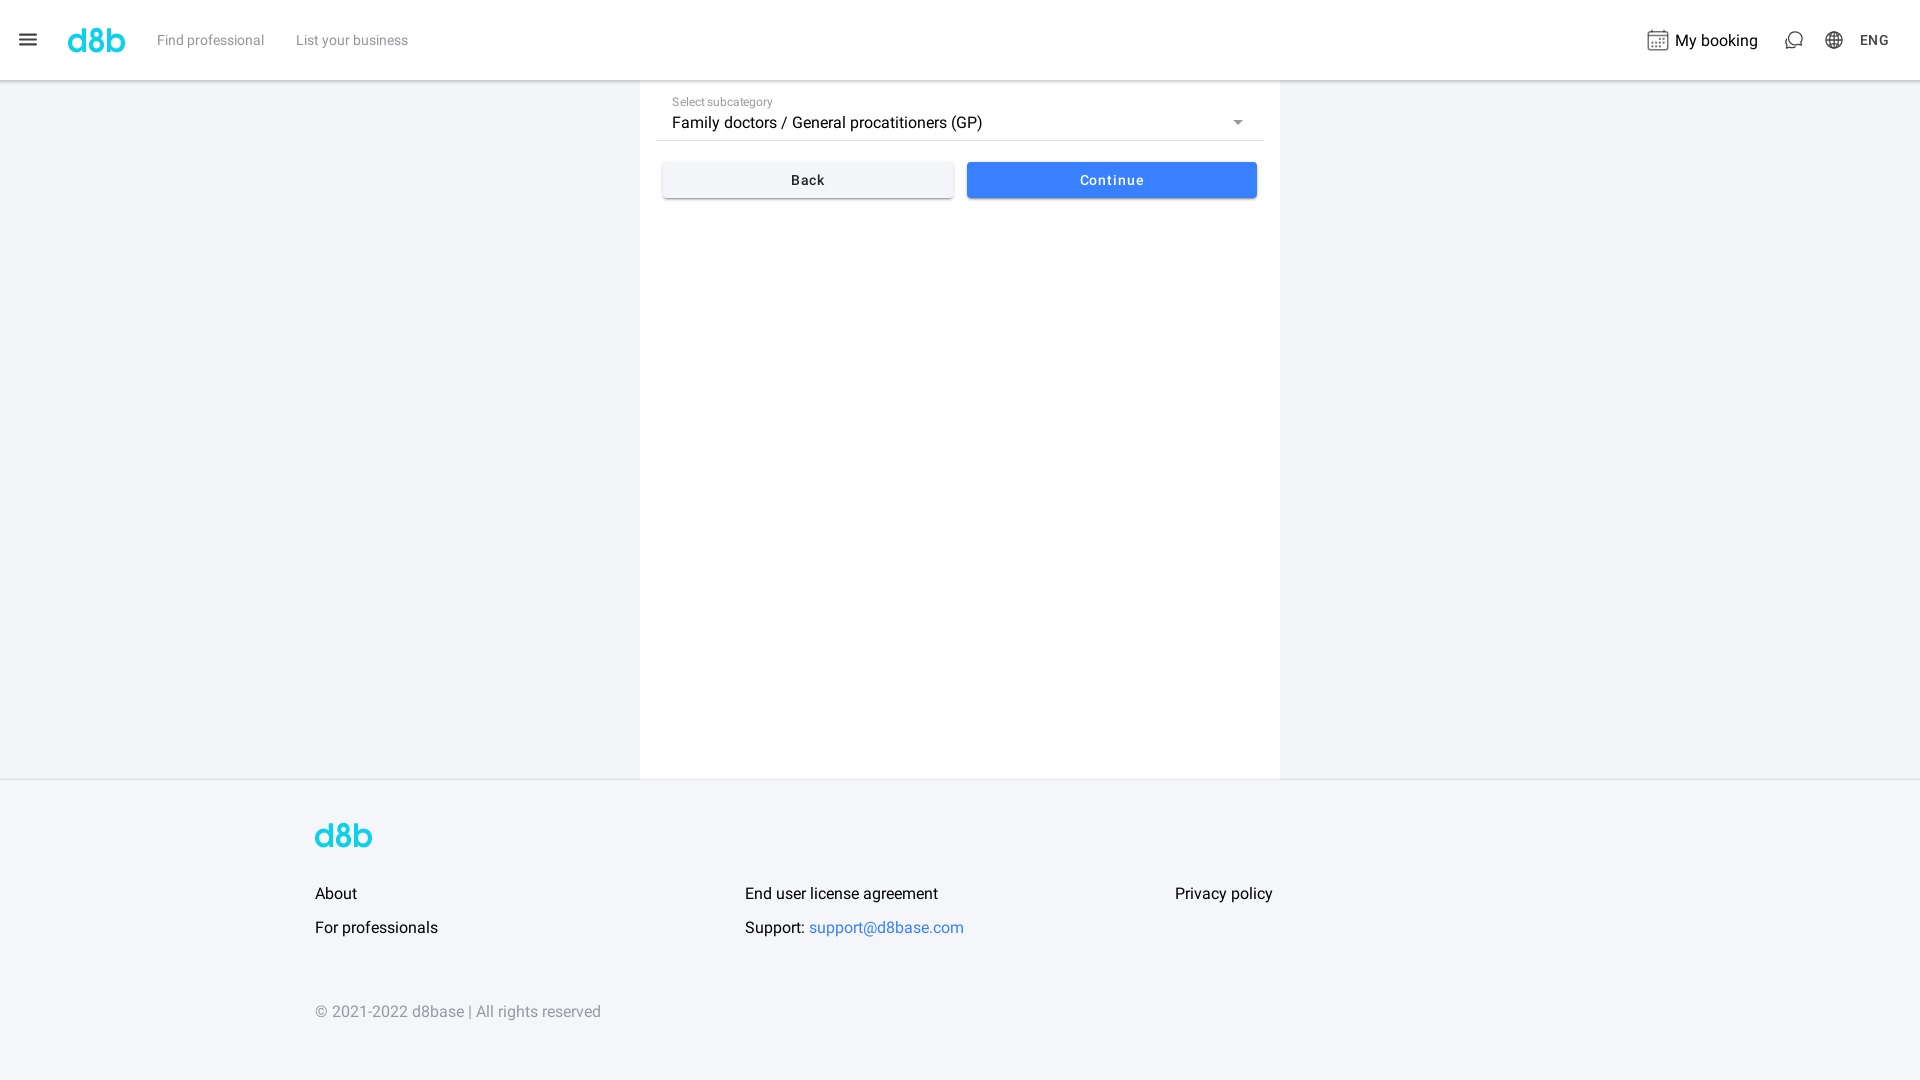 d8b
Find professional
List your business
My booking
ENG
Select subcategory
Family doctors / General procatitioners (GP)
Back
Continue
d8b
About
End user license agreement
Privacy policy
For professionals
Support: support@d8base.com
© 2021-2022 d8base | All rights reserved